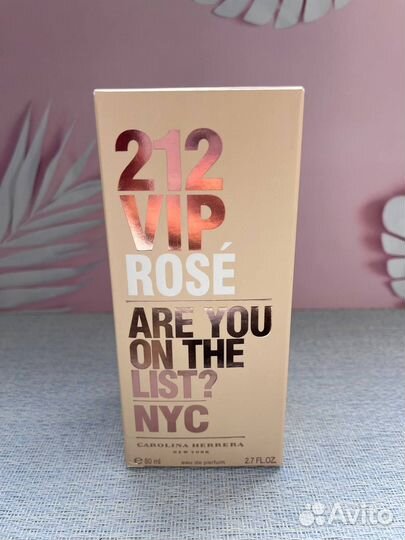 212
VIP
ROSÉ
ARE YOU
ON THE
LIST?
NYC
CAROLINA HERRERA
NEW YORK
℮ 80 ml eau de parfum 2.7 FL.OZ.
Avito